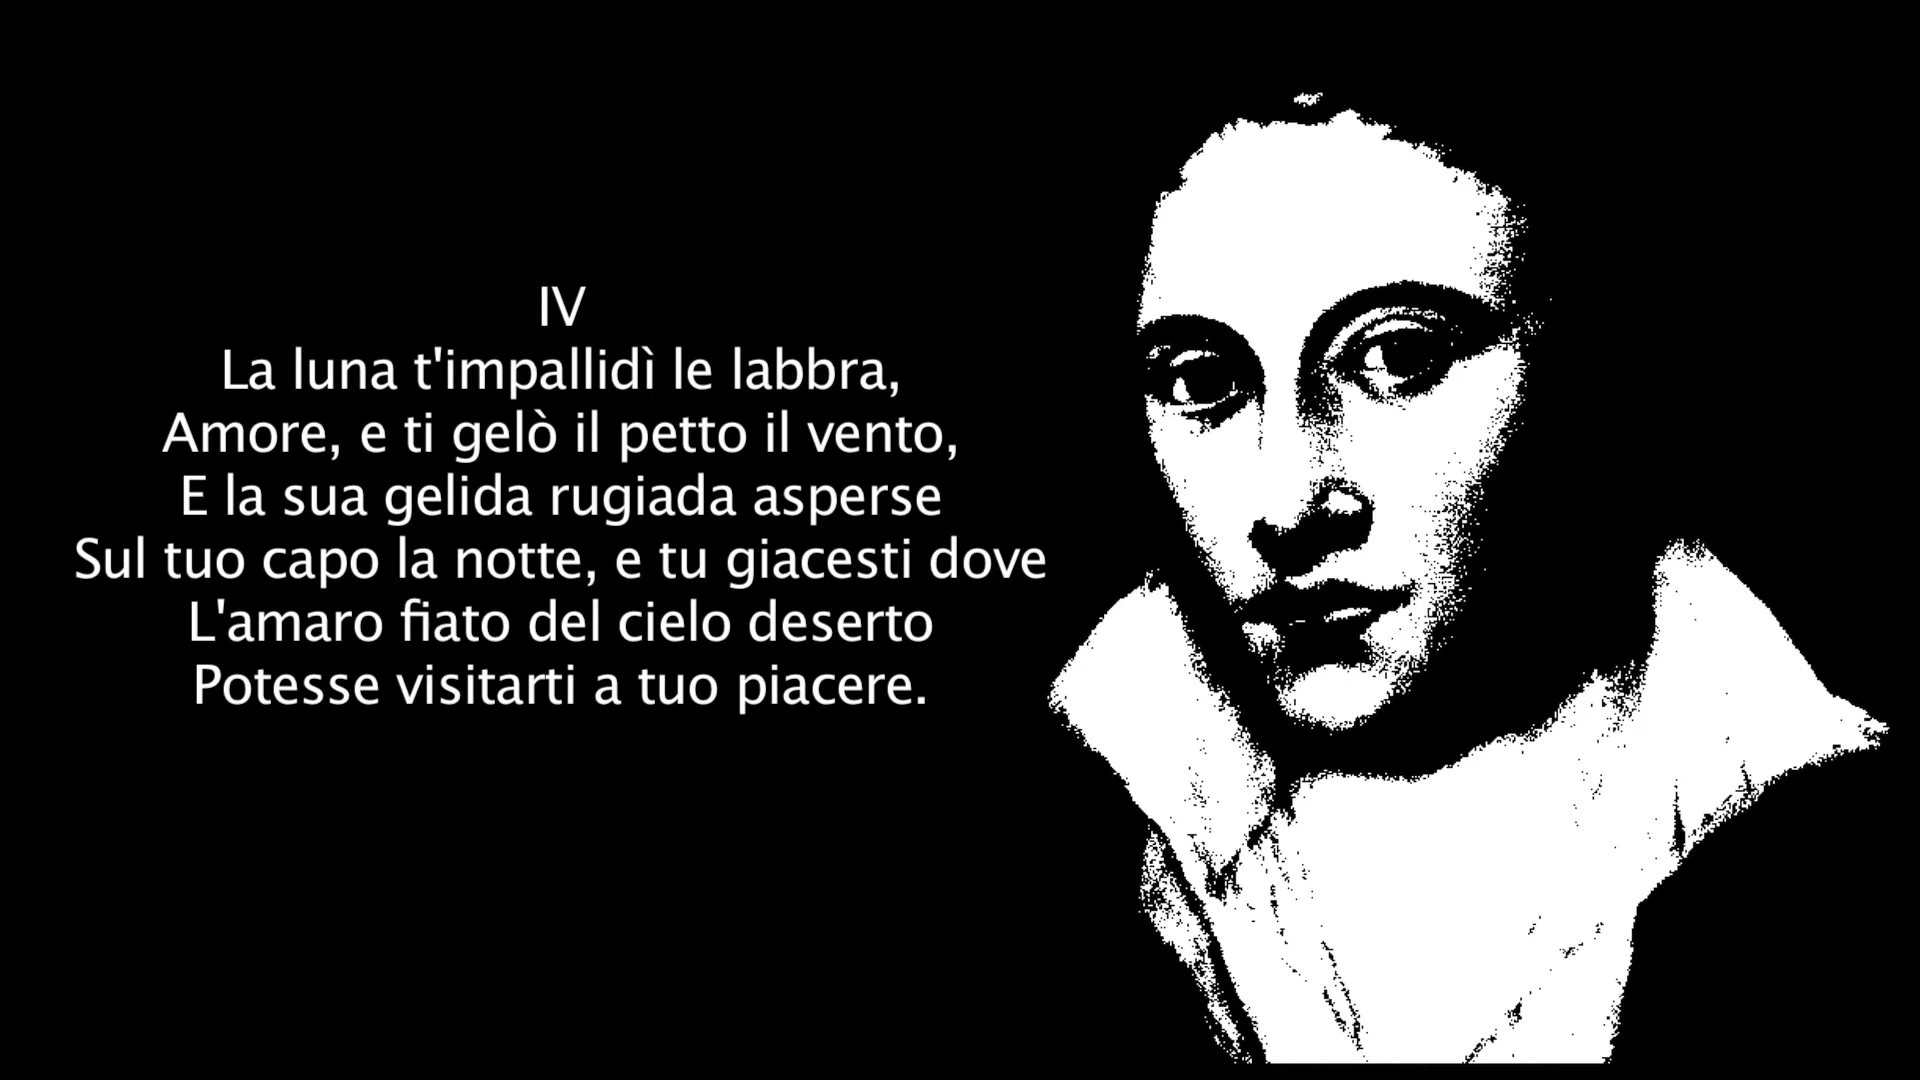 IV
La luna t'impallidì le labbra,
Amore, e ti gelò il petto il vento,
E la sua gelida rugiada asperse
Sul tuo capo la notte, e tu giacesti dove
L'amaro fiato del cielo deserto
Potesse visitarti a tuo piacere.